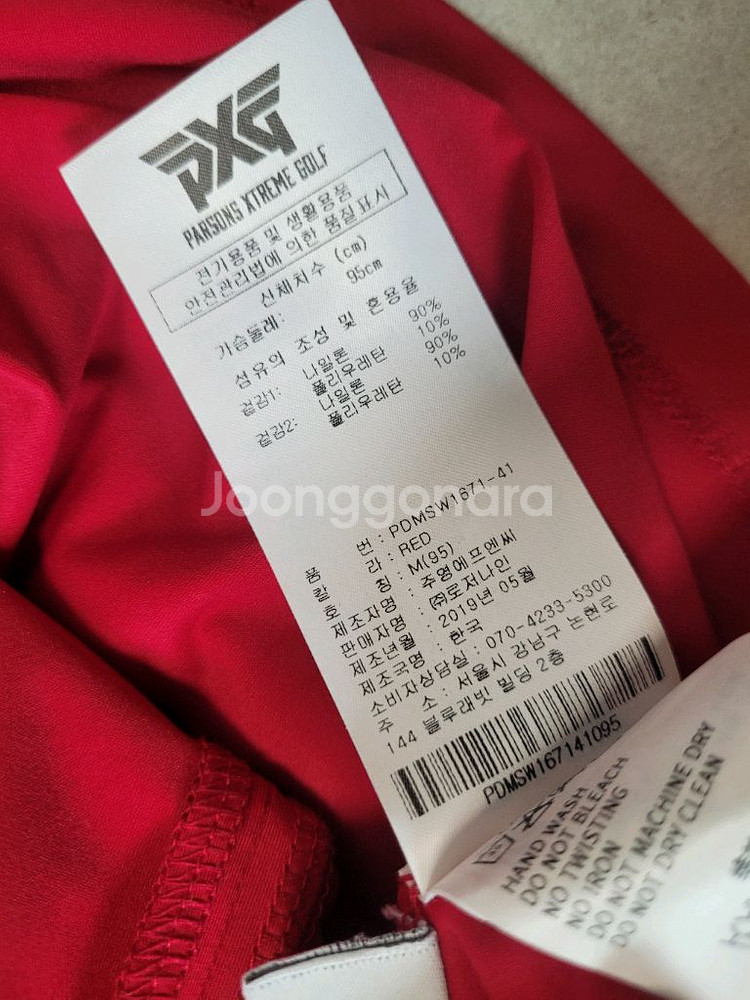 PXG
PARSONS XTREME GOLF
전기용품 및 생활용품
안전관리법에 의한 품질표시
신체치수 (cm)
가슴둘레: 95cm
섬유의 조성 및 혼용율
겉감1: 나일론 90%
폴리우레탄 10%
겉감2: 나일론 90%
폴리우레탄 10%
Joonggonara
품 번 : PDMSW1671-41
칼 라 : RED
호 칭 : M(95)
제조자명 : 주영에프엔씨
판매자명 : ㈜로저나인
제조년월 : 2019년 05월
제조국명 : 한국
소비자상담실 : 070-4233-5300
주 소 : 서울시 강남구 논현로
144 블루래빗 빌딩 2층
PDMSW167141095
HAND WASH
DO NOT BLEACH
NO TWISTING
NO IRON
DO NOT MACHINE DRY
DO NOT DRY CLEAN